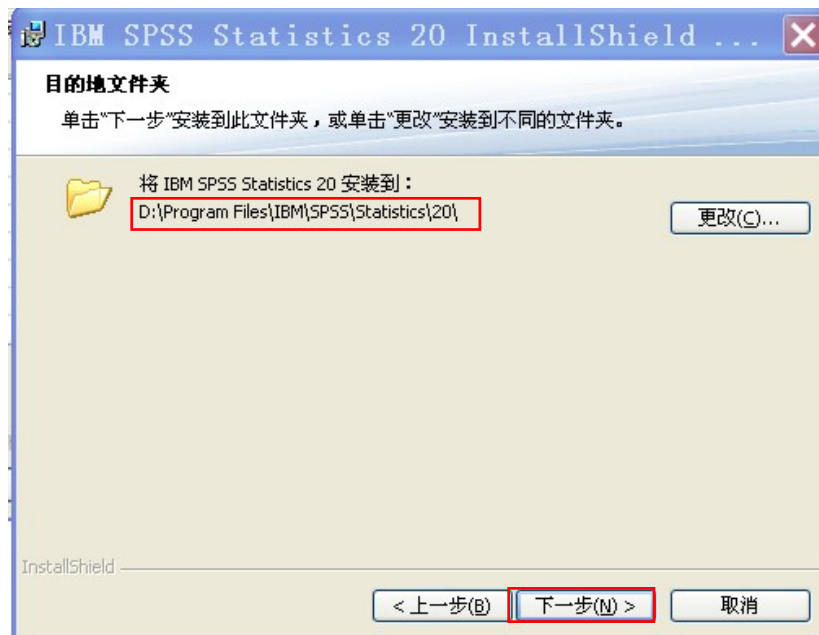 IBM SPSS Statistics 20 InstallShield ...
目的地文件夹
单击“下一步”安装到此文件夹，或单击“更改”安装到不同的文件夹。
将 IBM SPSS Statistics 20 安装到：
D:\Program Files\IBM\SPSS\Statistics\20\
更改(C)...
InstallShield
< 上一步(B)
下一步(N) >
取消